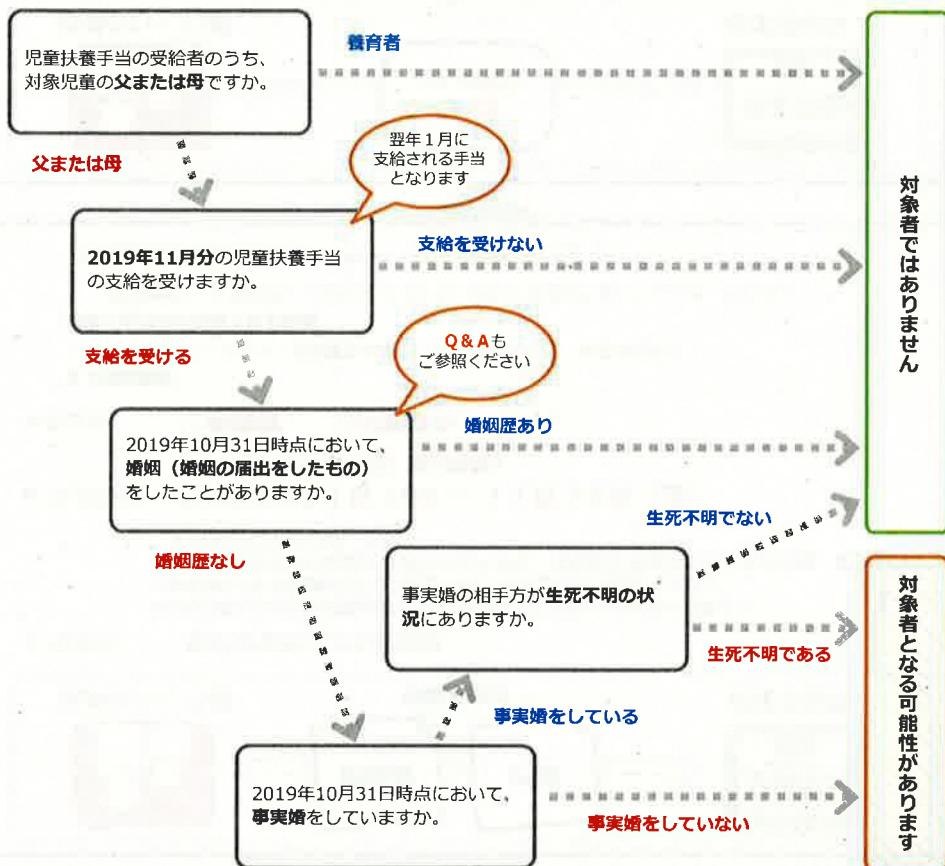 児童扶養手当の受給者のうち、
対象児童の父または母ですか。
養育者
父または母
翌年1月に
支給される手当
となります
2019年11月分の児童扶養手当
の支給を受けますか。
支給を受けない
支給を受ける
Q&Aも
ご参照ください
2019年10月31日時点において、
婚姻（婚姻の届出をしたもの）
をしたことがありますか。
婚姻歴あり
婚姻歴なし
生死不明でない
事実婚の相手方が生死不明の状
況にありますか。
生死不明である
事実婚をしている
2019年10月31日時点において、
事実婚をしていますか。
事実婚をしていない
対象者ではありません
対象者となる可能性があります